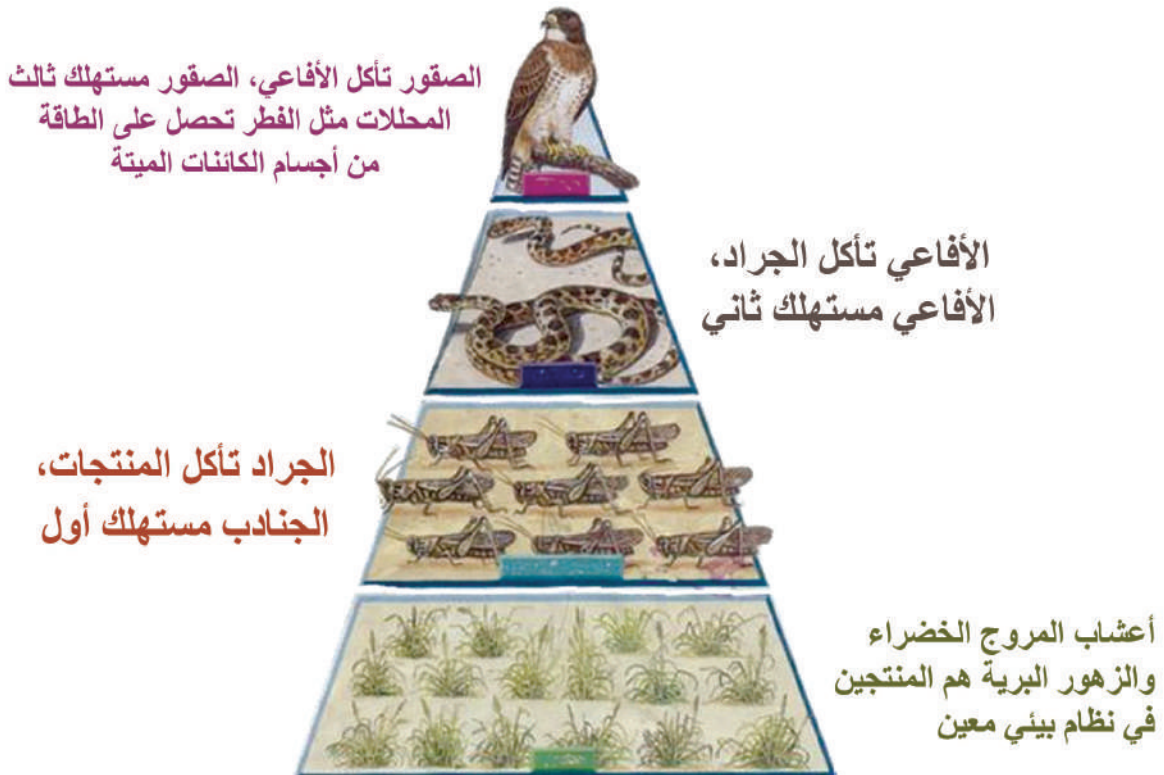 الصقور تأكل الأفاعي، الصقور مستهلك ثالث
المحللات مثل الفطر تحصل على الطاقة
من أجسام الكائنات الميتة
الأفاعي تأكل الجراد،
الأفاعي مستهلك ثاني
الجراد تأكل المنتجات،
الجنادب مستهلك أول
أعشاب المروج الخضراء
والزهور البرية هم المنتجين
في نظام بيئي معين